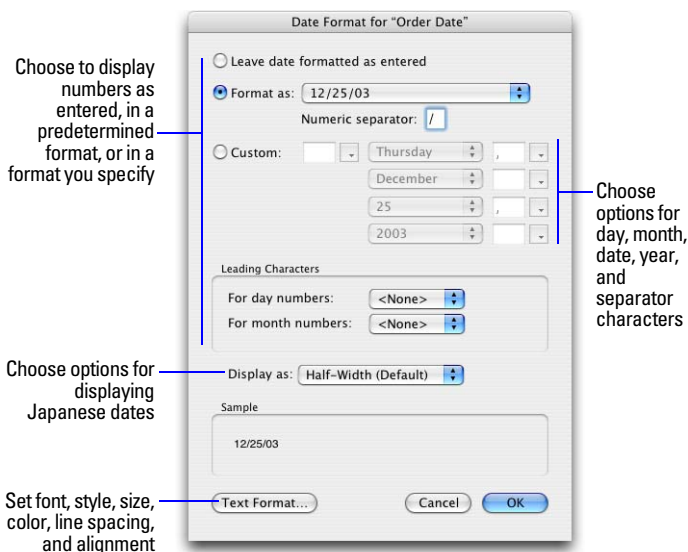 Date Format for “Order Date”
Leave date formatted as entered
Format as: 12/25/03
Numeric separator: /
Custom: Thursday ,
December
25 ,
2003
Leading Characters
For day numbers: <None>
For month numbers: <None>
Display as: Half-Width (Default)
Sample
12/25/03
Text Format... Cancel OK
Choose to display
numbers as
entered, in a
predetermined
format, or in a
format you specify
Choose
options for
day, month,
date, year,
and
separator
characters
Choose options for
displaying
Japanese dates
Set font, style, size,
color, line spacing,
and alignment